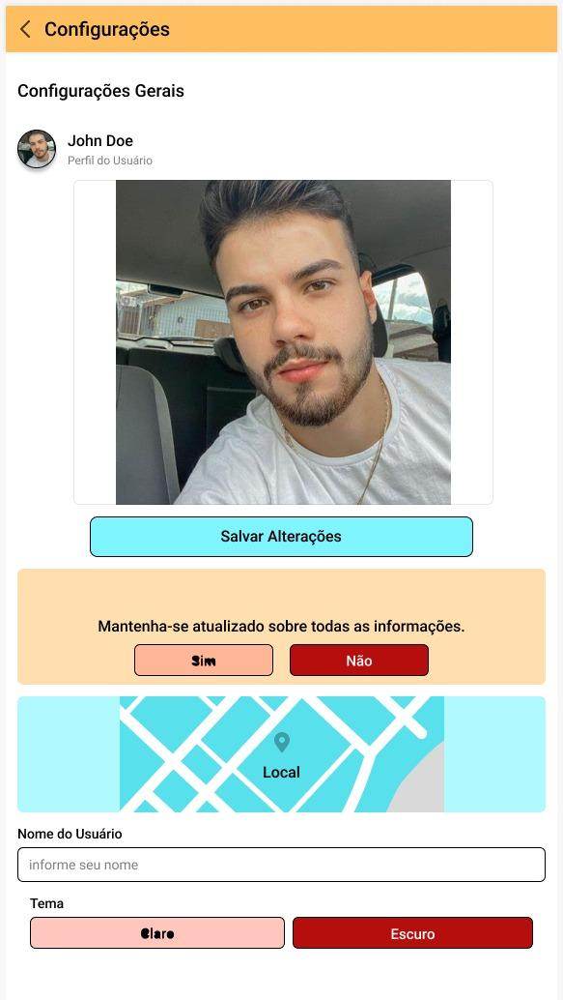 Configurações
Configurações Gerais
John Doe
Perfil do Usuário
Salvar Alterações
Mantenha-se atualizado sobre todas as informações.
Sim
Não
Local
Nome do Usuário
informe seu nome
Tema
Claro
Escuro